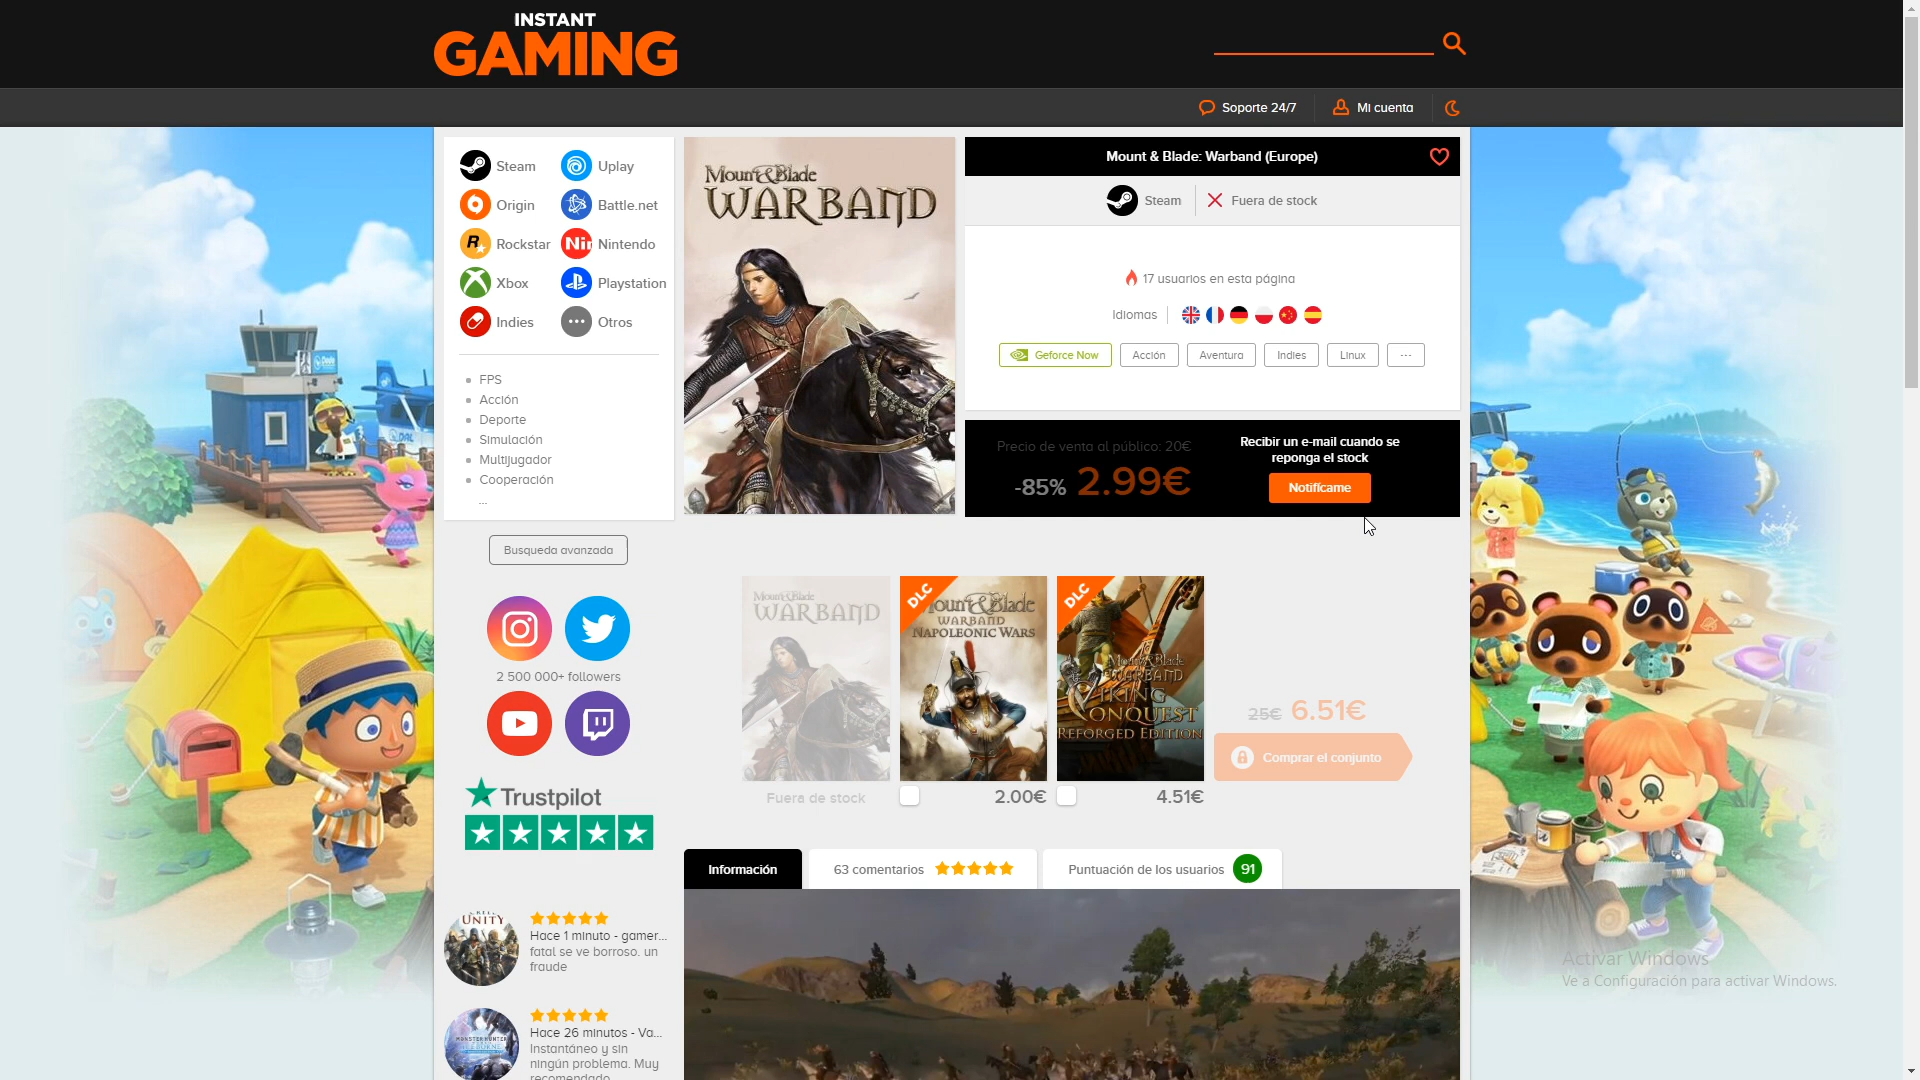 INSTANT
GAMING
Soporte 24/7
Mi cuenta
Steam
Uplay
Origin
Battle.net
Rockstar
Nintendo
Xbox
Playstation
Indies
Otros
FPS
Acción
Deporte
Simulación
Multijugador
Cooperación
...
Busqueda avanzada
2 500 000+ followers
Trustpilot
UNITY
Hace 1 minuto - gamer...
fatal se ve borroso. un
fraude
Hace 26 minutos - Va...
Instantáneo y sin
ningún problema. Muy
recomendado
Mount & Blade
WARBAND
Mount & Blade: Warband (Europe)
Steam
Fuera de stock
17 usuarios en esta página
Idiomas
Geforce Now
Acción
Aventura
Indies
Linux
...
Precio de venta al público: 20€
-85% 2.99€
Recibir un e-mail cuando se
reponga el stock
Notifícame
Mount & Blade
WARBAND
Fuera de stock
DLC
Mount & Blade
WARBAND
NAPOLEONIC WARS
2.00€
DLC
Mount & Blade
WARBAND
VIKING
CONQUEST
REFORGED EDITION
4.51€
25€ 6.51€
Comprar el conjunto
Información
63 comentarios
Puntuación de los usuarios 91
Activar Windows
Ve a Configuración para activar Windows.